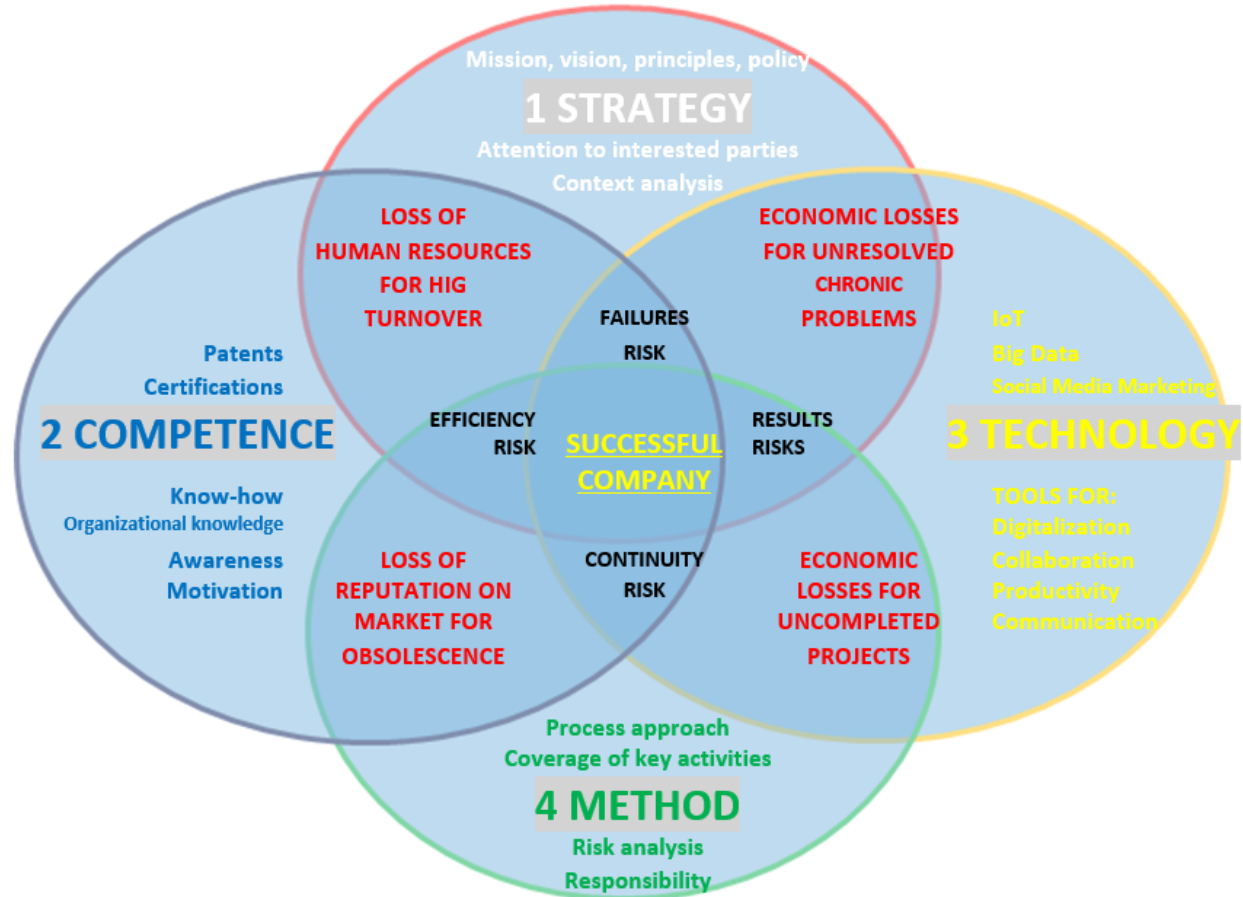 Mission, vision, principles, policy
1 STRATEGY
Attention to interested parties
Context analysis
LOSS OF
HUMAN RESOURCES
FOR HIG
TURNOVER
ECONOMIC LOSSES
FOR UNRESOLVED
CHRONIC
PROBLEMS
FAILURES
RISK
Patents
Certifications
2 COMPETENCE
Know-how
Organizational knowledge
Awareness
Motivation
EFFICIENCY
RISK
SUCCESSFUL
COMPANY
RESULTS
RISKS
IoT
Big Data
Social Media Marketing
3 TECHNOLOGY
TOOLS FOR:
Digitalization
Collaboration
Productivity
Communication
LOSS OF
REPUTATION ON
MARKET FOR
OBSOLESCENCE
CONTINUITY
RISK
ECONOMIC
LOSSES FOR
UNCOMPLETED
PROJECTS
Process approach
Coverage of key activities
4 METHOD
Risk analysis
Responsibility